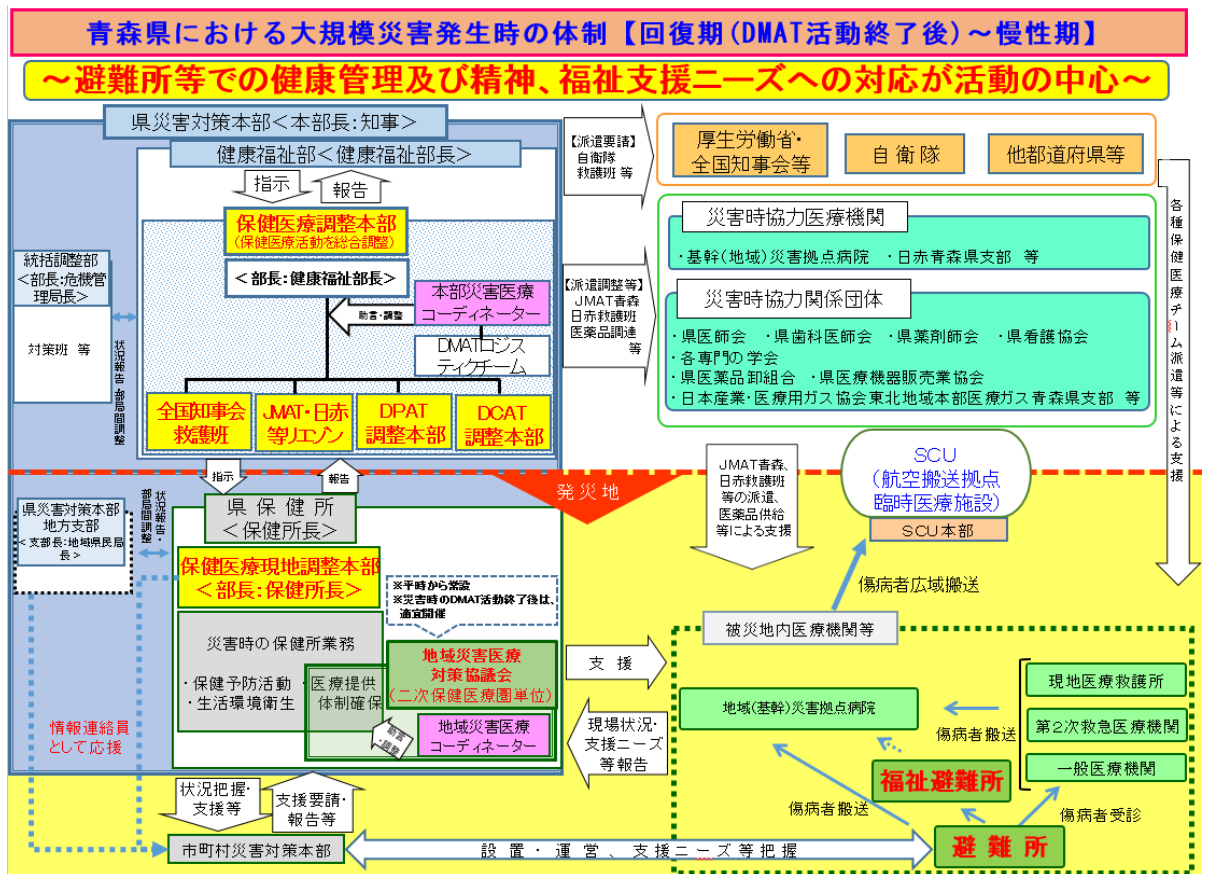 青森県における大規模災害発生時の体制【回復期(DMAT活動終了後)～慢性期】
～避難所等での健康管理及び精神、福祉支援ニーズへの対応が活動の中心～
県災害対策本部<本部長:知事>
健康福祉部<健康福祉部長>
指示
報告
保健医療調整本部
(保健医療活動を総合調整)
<部長:健康福祉部長>
統括調整部
<部長:危機管
理局長>
対策班 等
状況報告・部局間調整
本部災害医療
コーディネーター
助言・調整
DMATロジス
ティクチーム
全国知事会
救護班
JMAT・日赤
等リエゾン
DPAT
調整本部
DCAT
調整本部
【派遣要請】
自衛隊
救護班 等
厚生労働省・
全国知事会等
自衛隊
他都道府県等
【派遣調整等】
JMAT青森
日赤救護班
医薬品調達
等
災害時協力医療機関
・基幹(地域)災害拠点病院 ・日赤青森県支部 等
災害時協力関係団体
・県医師会 ・県歯科医師会 ・県薬剤師会 ・県看護協会
・各専門の学会
・県医薬品卸組合 ・県医療機器販売業協会
・日本産業・医療用ガス協会東北地域本部医療ガス青森県支部 等
各種保健医療チーム派遣等による支援
指示
報告
発災地
JMAT青森、
日赤救護班
等の派遣、
医薬品供給
等による支援
SCU
(航空搬送拠点
臨時医療施設)
SCU本部
県災害対策本部
地方支部
<支部長:地域県民局
長>
状況報告・
部局間調整
県保健所
<保健所長>
保健医療現地調整本部
<部長:保健所長>
※平時から常設
※災害時のDMAT活動終了後は、
適宜開催
災害時の保健所業務
・保健予防活動
・生活環境衛生
・医療提供
体制確保
地域災害医療
対策協議会
(二次保健医療圏単位)
地域災害医療
コーディネーター
助言・調整
情報連絡員
として応援
支援
現場状況・
支援ニーズ
等報告
傷病者広域搬送
被災地内医療機関等
地域(基幹)災害拠点病院
現地医療救護所
第2次救急医療機関
一般医療機関
傷病者搬送
福祉避難所
傷病者搬送
傷病者受診
避難所
状況把握・
支援等
支援要請・
報告等
市町村災害対策本部
設置・運営、支援ニーズ等把握